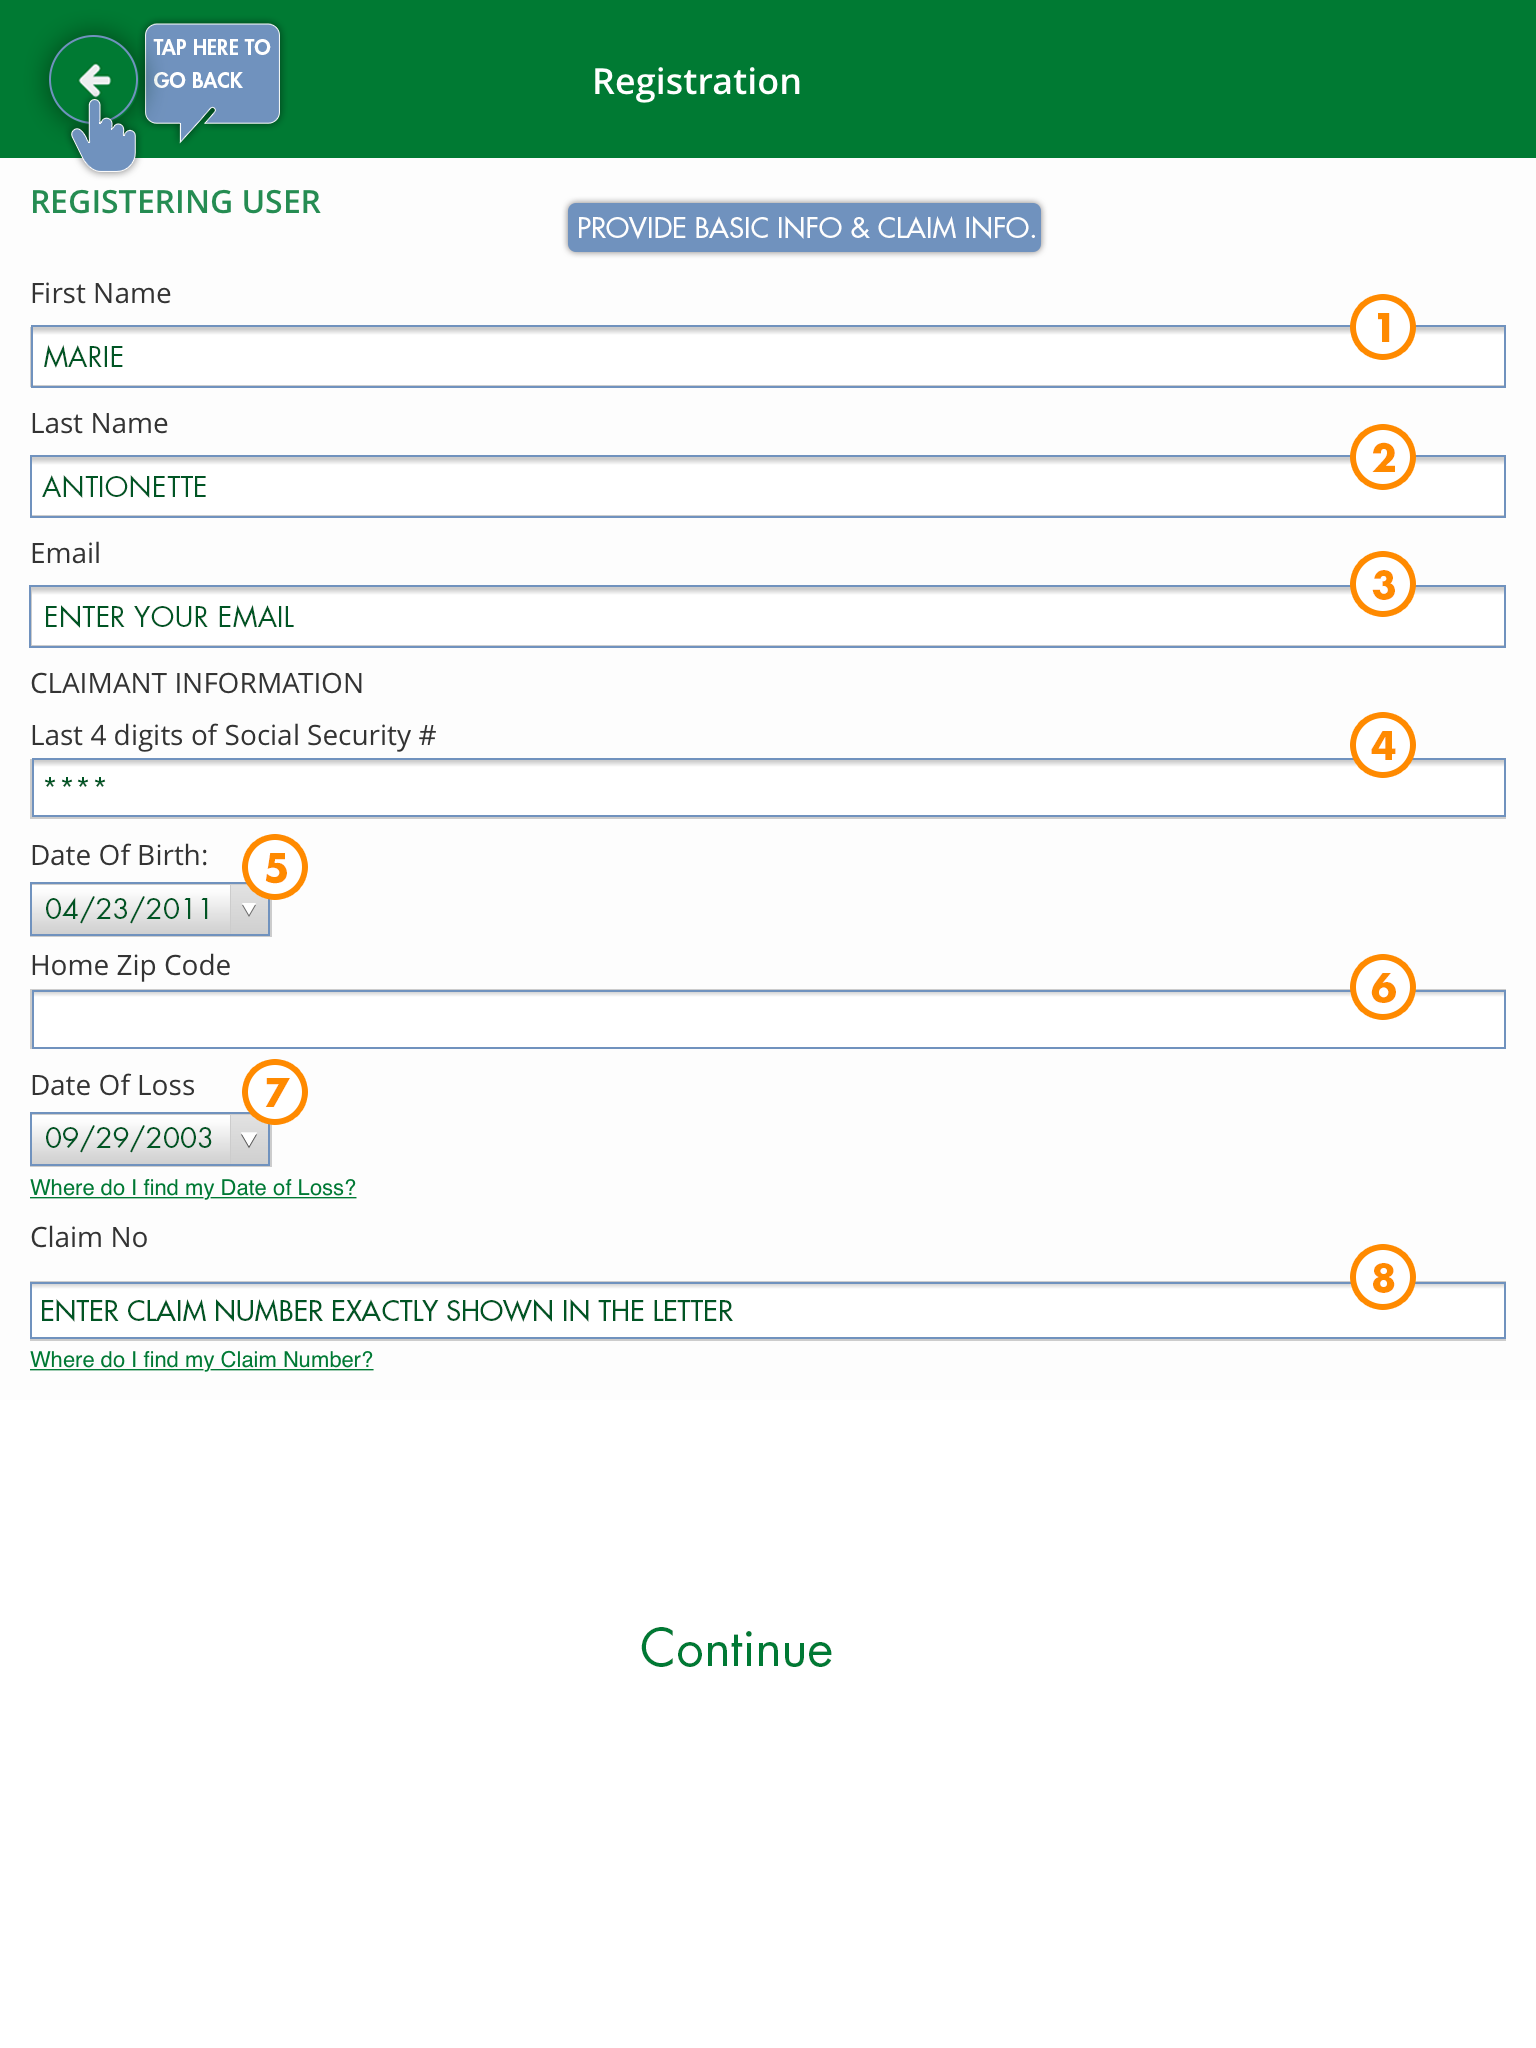 TAP HERE TO
GO BACK
Registration
REGISTERING USER
PROVIDE BASIC INFO & CLAIM INFO.
First Name
1
MARIE
Last Name
2
ANTIONETTE
Email
3
ENTER YOUR EMAIL
CLAIMANT INFORMATION
Last 4 digits of Social Security #
4
****
Date Of Birth:
5
04/23/2011
Home Zip Code
6
Date Of Loss
7
09/29/2003
Where do I find my Date of Loss?
Claim No
8
ENTER CLAIM NUMBER EXACTLY SHOWN IN THE LETTER
Where do I find my Claim Number?
Continue